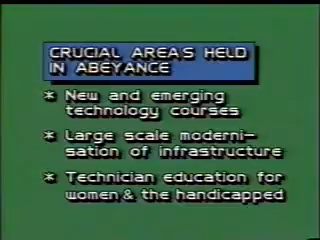 CRUCIAL AREAS HELD
IN ABEYANCE
* New and emerging
technology courses
* Large scale moderni-
sation of infrastructure
* Technician education for
women & the handicapped